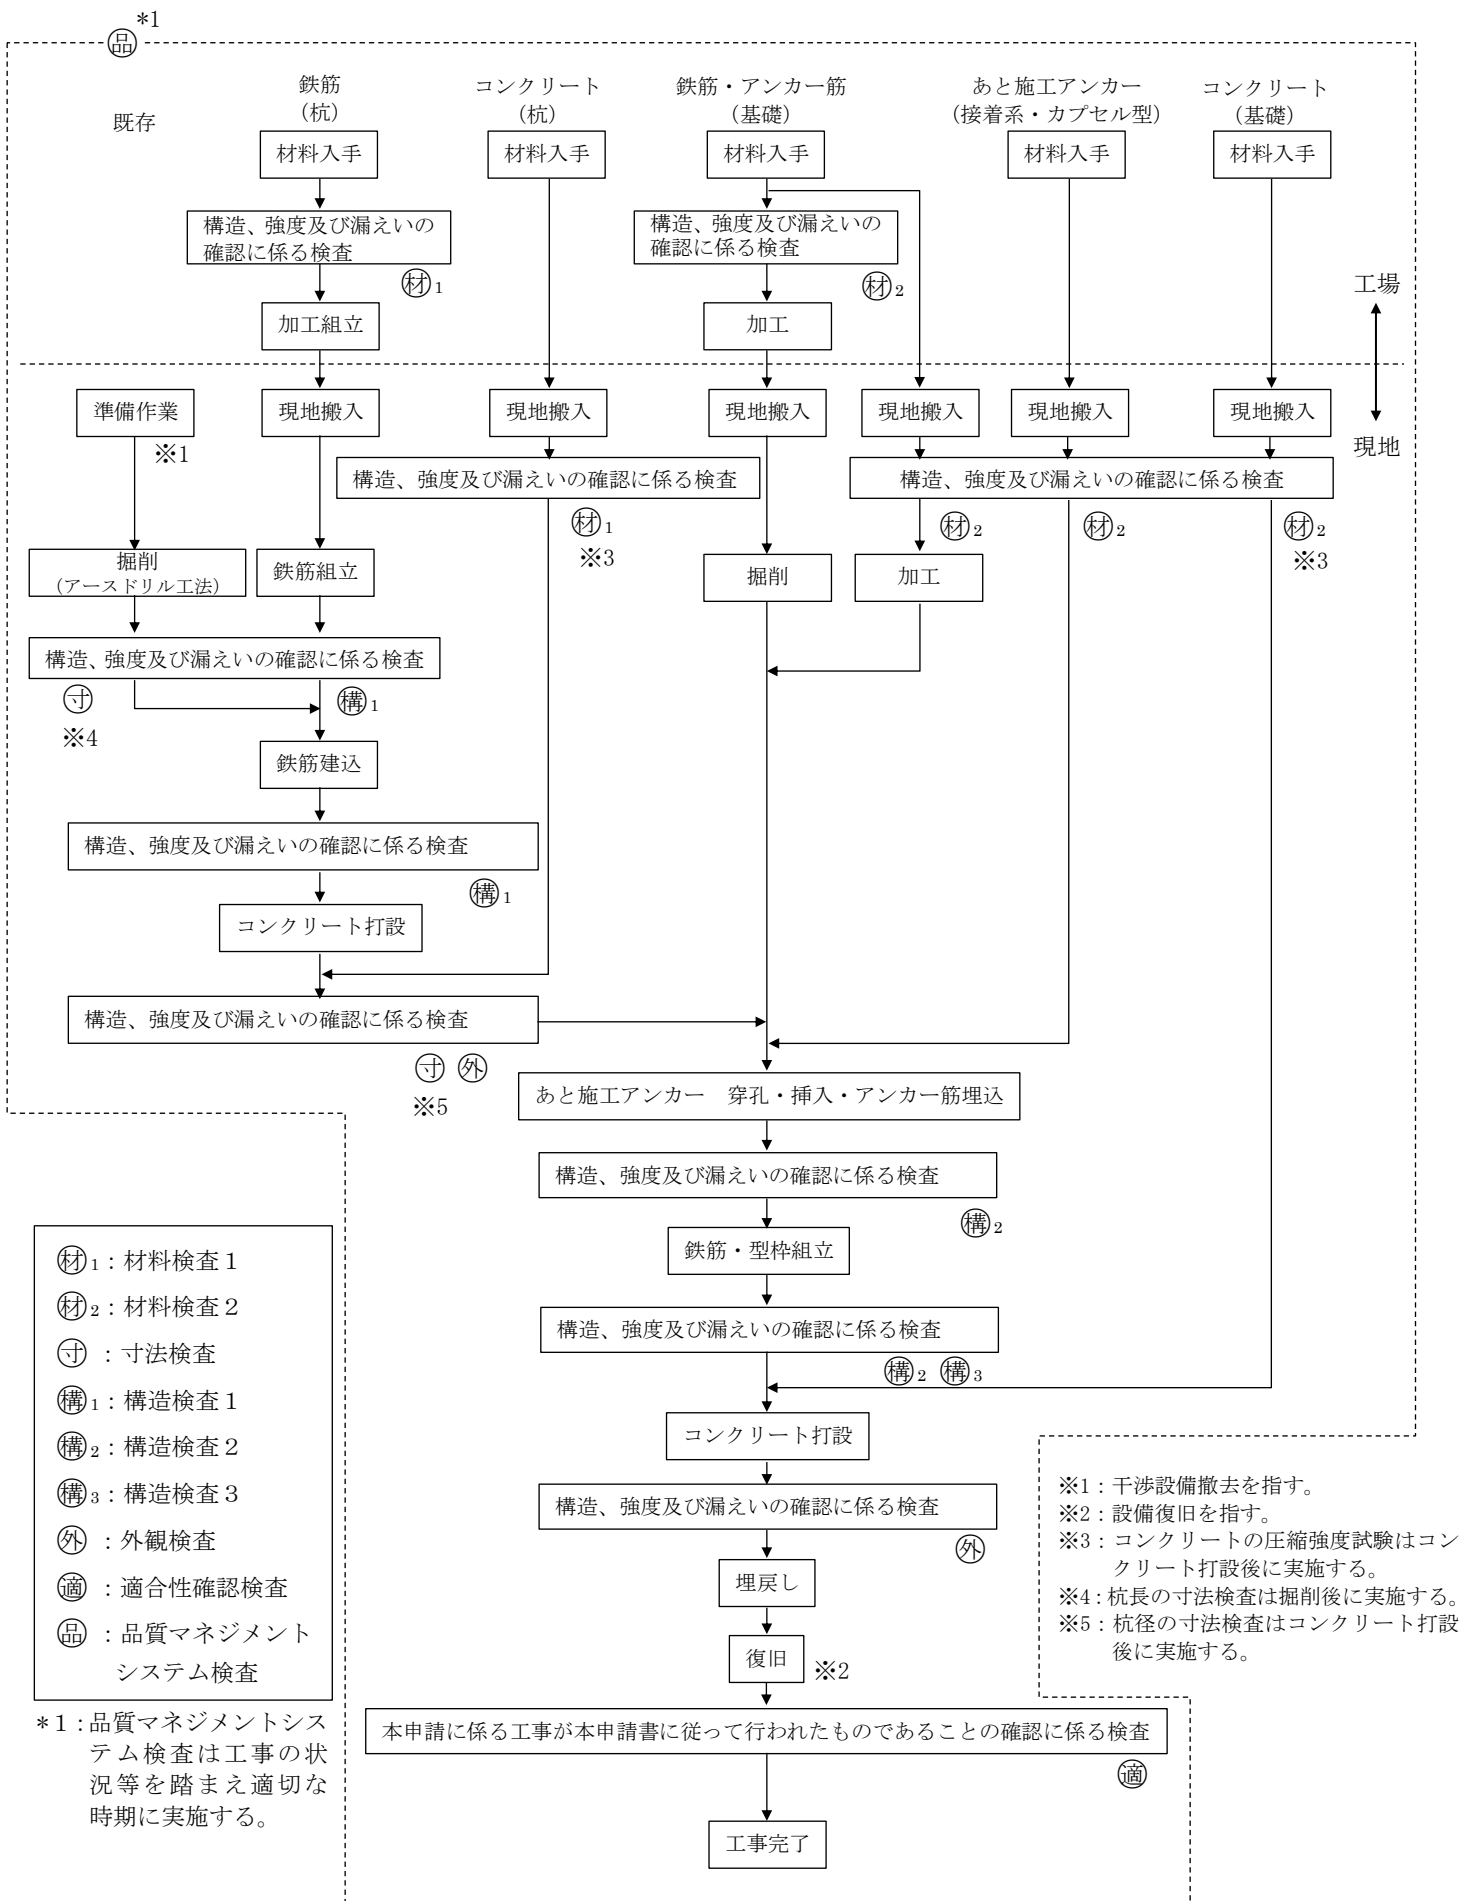 *1
品
既存
鉄筋
(杭)
コンクリート
(杭)
鉄筋・アンカー筋
(基礎)
あと施工アンカー
(接着系・カプセル型)
コンクリート
(基礎)
材料入手
材料入手
材料入手
材料入手
材料入手
構造、強度及び漏えいの
確認に係る検査
材1
構造、強度及び漏えいの
確認に係る検査
材2
加工組立
加工
工場
現地
準備作業
※1
現地搬入
現地搬入
現地搬入
現地搬入
現地搬入
現地搬入
構造、強度及び漏えいの確認に係る検査
材1
※3
構造、強度及び漏えいの確認に係る検査
材2
材2
材2
※3
掘削
(アースドリル工法)
鉄筋組立
掘削
加工
構造、強度及び漏えいの確認に係る検査
寸
※4
構1
鉄筋建込
構造、強度及び漏えいの確認に係る検査
構1
コンクリート打設
構造、強度及び漏えいの確認に係る検査
寸 外
※5
あと施工アンカー 穿孔・挿入・アンカー筋埋込
構造、強度及び漏えいの確認に係る検査
構2
鉄筋・型枠組立
構造、強度及び漏えいの確認に係る検査
構2 構3
コンクリート打設
構造、強度及び漏えいの確認に係る検査
外
埋戻し
復旧
※2
本申請に係る工事が本申請書に従って行われたものであることの確認に係る検査
適
工事完了
材1：材料検査１
材2：材料検査２
寸 ：寸法検査
構1：構造検査１
構2：構造検査２
構3：構造検査３
外 ：外観検査
適 ：適合性確認検査
品 ：品質マネジメント
システム検査
*１：品質マネジメントシス
テム検査は工事の状
況等を踏まえ適切な
時期に実施する。
※1：干渉設備撤去を指す。
※2：設備復旧を指す。
※3：コンクリートの圧縮強度試験はコン
クリート打設後に実施する。
※4：杭長の寸法検査は掘削後に実施する。
※5：杭径の寸法検査はコンクリート打設
後に実施する。